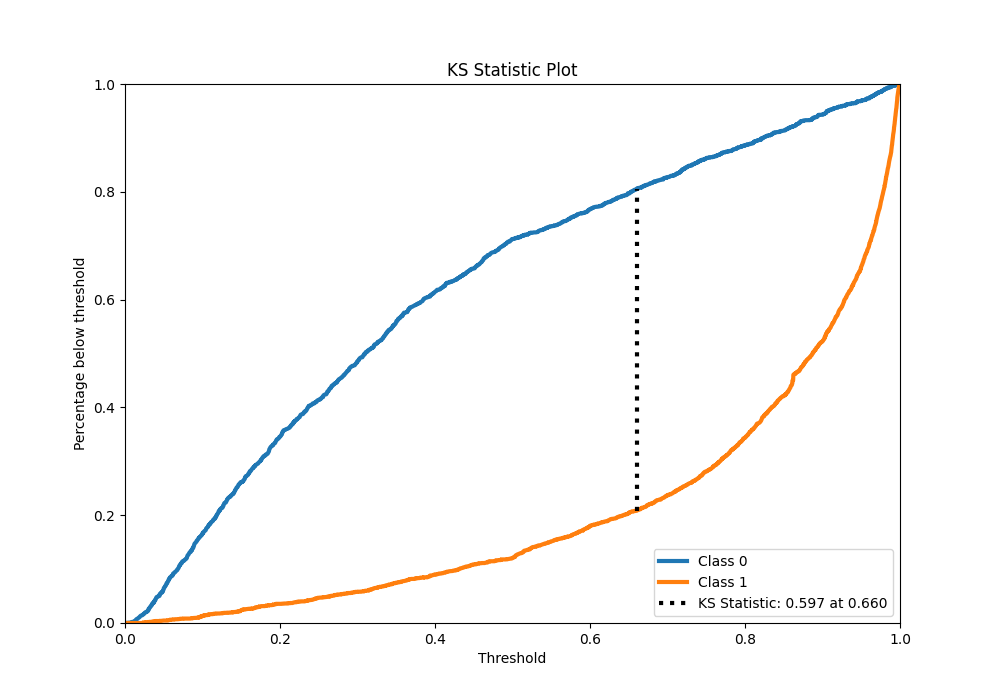 KS Statistic Plot
1.0
0.8
0.6
0.4
0.2
0.0
Percentage below threshold
0.0 0.2 0.4 0.6 0.8 1.0
Threshold
Class 0
Class 1
KS Statistic: 0.597 at 0.660